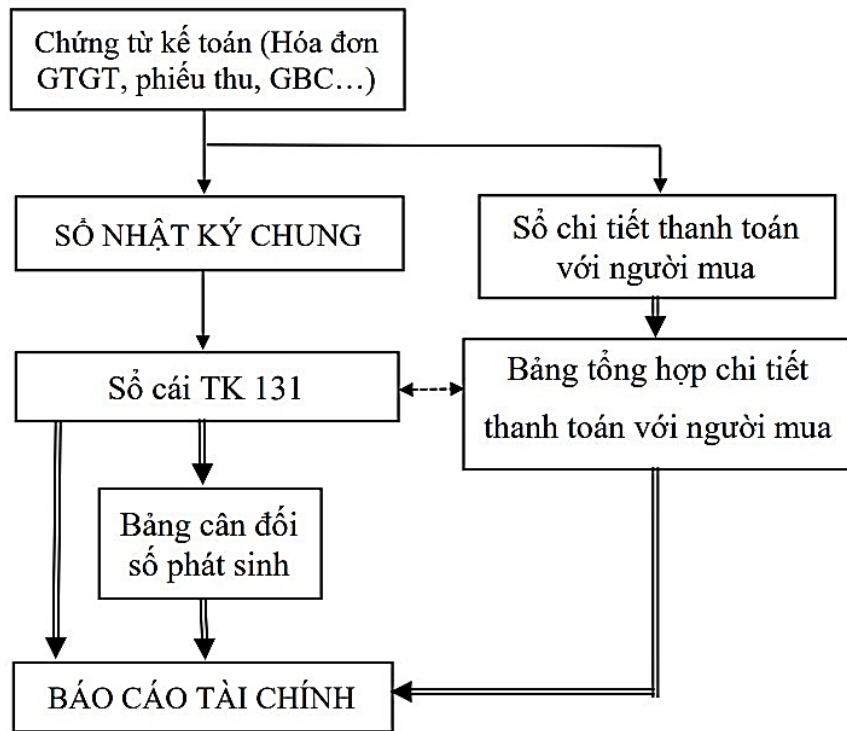 Chứng từ kế toán (Hóa đơn
GTGT, phiếu thu, GBC…)
SỔ NHẬT KÝ CHUNG
Sổ chi tiết thanh toán
với người mua
Sổ cái TK 131
Bảng tổng hợp chi tiết
thanh toán với người mua
Bảng cân đối
số phát sinh
BÁO CÁO TÀI CHÍNH